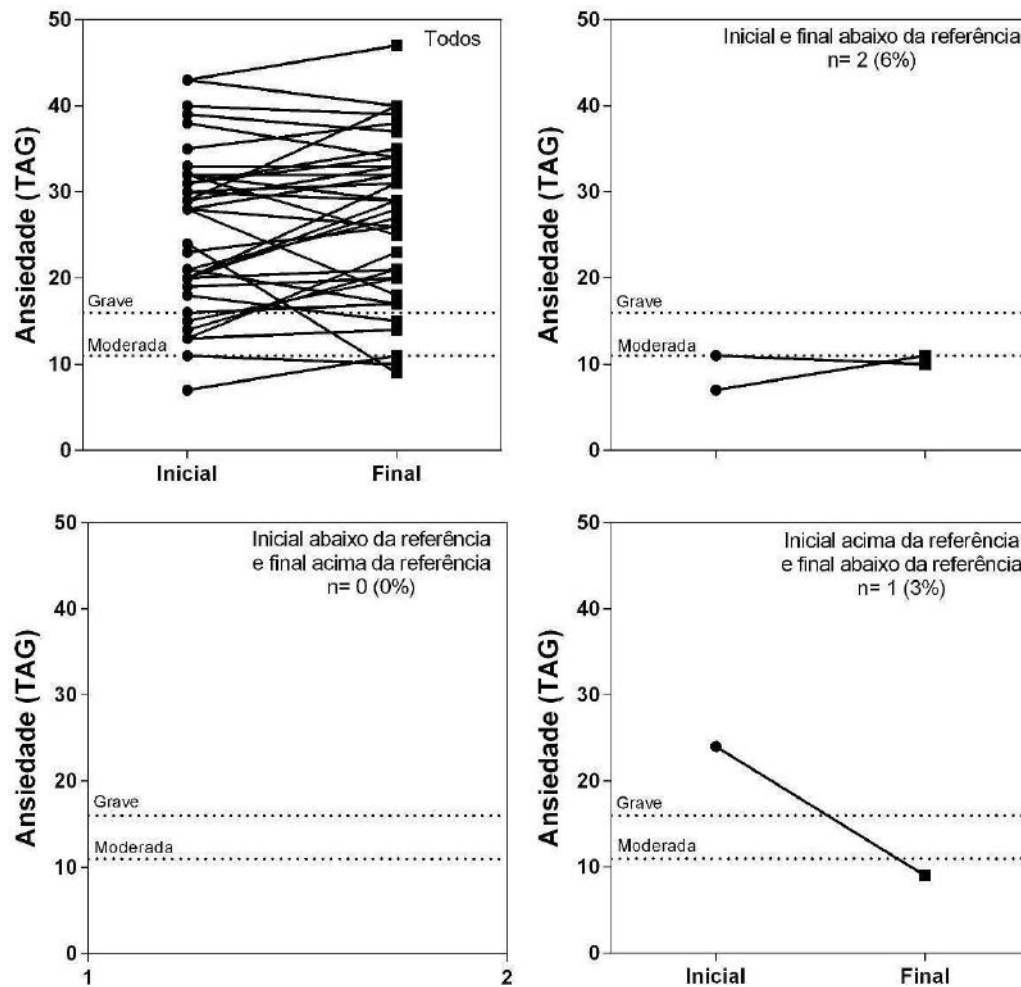 Todos
Ansiedade (TAG)
50
40
30
20
10
0
Grave
Moderada
Inicial
Final
Inicial e final abaixo da referência
n= 2 (6%)
Ansiedade (TAG)
50
40
30
20
10
0
Grave
Moderada
Inicial abaixo da referência
e final acima da referência
n= 0 (0%)
Ansiedade (TAG)
50
40
30
20
10
0
Grave
Moderada
1
2
Inicial acima da referência
e final abaixo da referência
n= 1 (3%)
Ansiedade (TAG)
50
40
30
20
10
0
Grave
Moderada
Inicial
Final